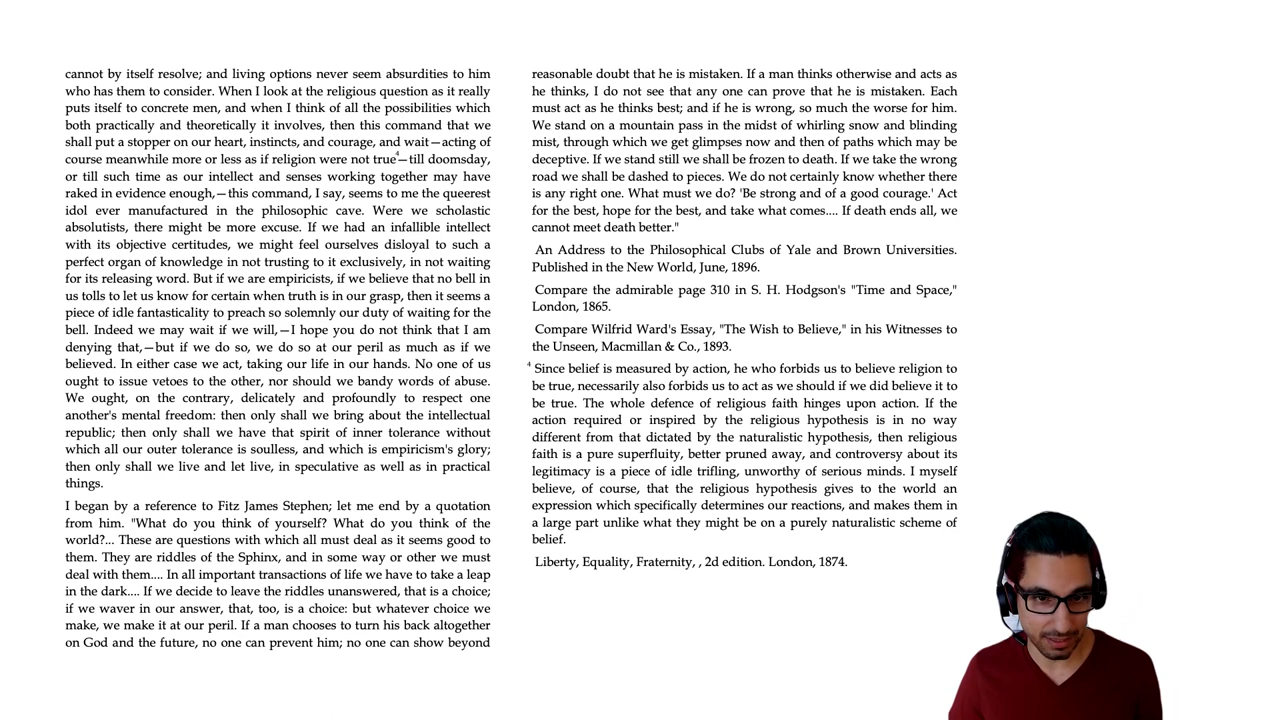 cannot by itself resolve; and living options never seem absurdities to him
who has them to consider. When I look at the religious question as it really
puts itself to concrete men, and when I think of all the possibilities which
both practically and theoretically it involves, then this command that we
shall put a stopper on our heart, instincts, and courage, and wait—acting of
course meanwhile more or less as if religion were not true⁴—till doomsday,
or till such time as our intellect and senses working together may have
raked in evidence enough,—this command, I say, seems to me the queerest
idol ever manufactured in the philosophic cave. Were we scholastic
absolutists, there might be more excuse. If we had an infallible intellect
with its objective certitudes, we might feel ourselves disloyal to such a
perfect organ of knowledge in not trusting to it exclusively, in not waiting
for its releasing word. But if we are empiricists, if we believe that no bell in
us tolls to let us know for certain when truth is in our grasp, then it seems a
piece of idle fantasticality to preach so solemnly our duty of waiting for the
bell. Indeed we may wait if we will,—I hope you do not think that I am
denying that,—but if we do so, we do so at our peril as much as if we
believed. In either case we act, taking our life in our hands. No one of us
ought to issue vetoes to the other, nor should we bandy words of abuse.
We ought, on the contrary, delicately and profoundly to respect one
another's mental freedom: then only shall we bring about the intellectual
republic; then only shall we have that spirit of inner tolerance without
which all our outer tolerance is soulless, and which is empiricism's glory;
then only shall we live and let live, in speculative as well as in practical
things.
I began by a reference to Fitz James Stephen; let me end by a quotation
from him. "What do you think of yourself? What do you think of the
world?... These are questions with which all must deal as it seems good to
them. They are riddles of the Sphinx, and in some way or other we must
deal with them.... In all important transactions of life we have to take a leap
in the dark.... If we decide to leave the riddles unanswered, that is a choice;
if we waver in our answer, that, too, is a choice: but whatever choice we
make, we make it at our peril. If a man chooses to turn his back altogether
on God and the future, no one can prevent him; no one can show beyond
reasonable doubt that he is mistaken. If a man thinks otherwise and acts as
he thinks, I do not see that any one can prove that he is mistaken. Each
must act as he thinks best; and if he is wrong, so much the worse for him.
We stand on a mountain pass in the midst of whirling snow and blinding
mist, through which we get glimpses now and then of paths which may be
deceptive. If we stand still we shall be frozen to death. If we take the wrong
road we shall be dashed to pieces. We do not certainly know whether there
is any right one. What must we do? 'Be strong and of a good courage.' Act
for the best, hope for the best, and take what comes.... If death ends all, we
cannot meet death better."
An Address to the Philosophical Clubs of Yale and Brown Universities.
Published in the New World, June, 1896.
Compare the admirable page 310 in S. H. Hodgson's "Time and Space,"
London, 1865.
Compare Wilfrid Ward's Essay, "The Wish to Believe," in his Witnesses to
the Unseen, Macmillan & Co., 1893.
⁴ Since belief is measured by action, he who forbids us to believe religion to
be true, necessarily also forbids us to act as we should if we did believe it to
be true. The whole defence of religious faith hinges upon action. If the
action required or inspired by the religious hypothesis is in no way
different from that dictated by the naturalistic hypothesis, then religious
faith is a pure superfluity, better pruned away, and controversy about its
legitimacy is a piece of idle trifling, unworthy of serious minds. I myself
believe, of course, that the religious hypothesis gives to the world an
expression which specifically determines our reactions, and makes them in
a large part unlike what they might be on a purely naturalistic scheme of
belief.
Liberty, Equality, Fraternity, , 2d edition. London, 1874.